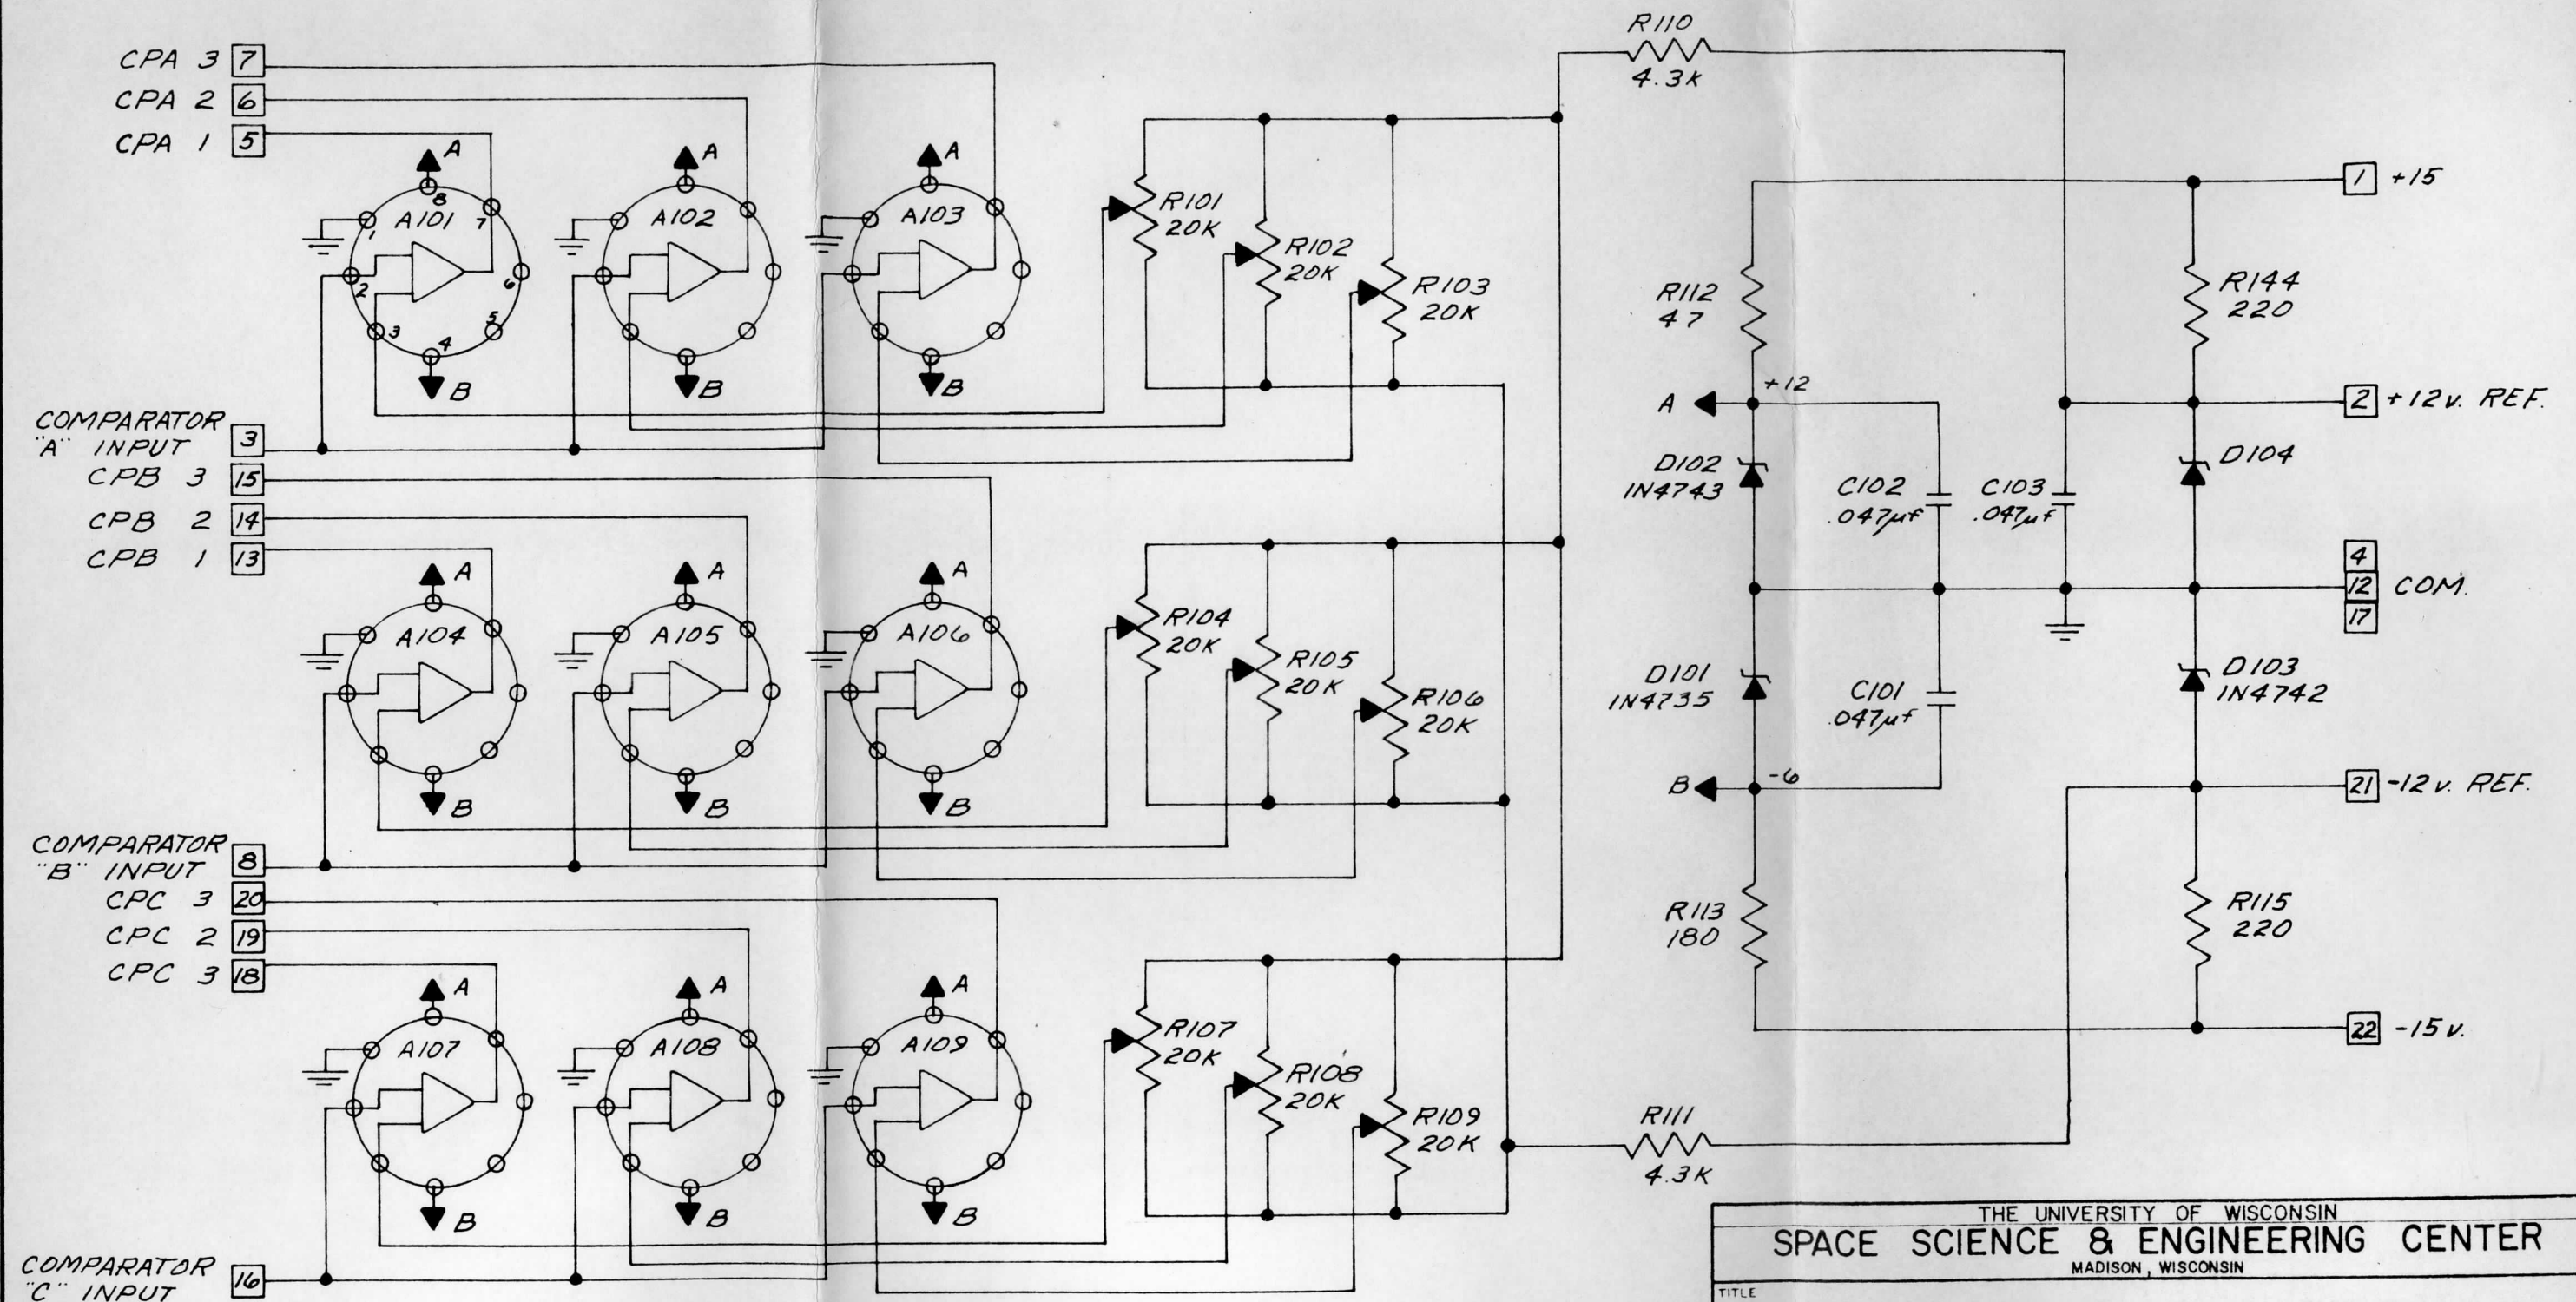 CPA 3 7
CPA 2 6
CPA 1 5
A
A
A
8
A101
7
1
2
6
3
5
4
A102
A103
B
B
B
COMPARATOR
"A" INPUT 3
CPB 3 15
CPB 2 14
CPB 1 13
A
A
A
A104
A105
A106
B
B
B
COMPARATOR
"B" INPUT 8
CPC 3 20
CPC 2 19
CPC 3 18
A
A
A
A107
A108
A109
B
B
B
COMPARATOR
"C" INPUT 16
R101
20K
R102
20K
R103
20K
R104
20K
R105
20K
R106
20K
R107
20K
R108
20K
R109
20K
R110
4.3K
R112
47
A
+12
D102
1N4743
C102
.047µf
C103
.047µf
D101
1N4735
C101
.047µf
B
-6
R113
180
R111
4.3K
1 +15
R144
220
2 +12v. REF.
D104
4
12 COM.
17
D103
1N4742
21 -12v. REF.
R115
220
22 -15v.
THE UNIVERSITY OF WISCONSIN
SPACE SCIENCE & ENGINEERING CENTER
MADISON, WISCONSIN
TITLE